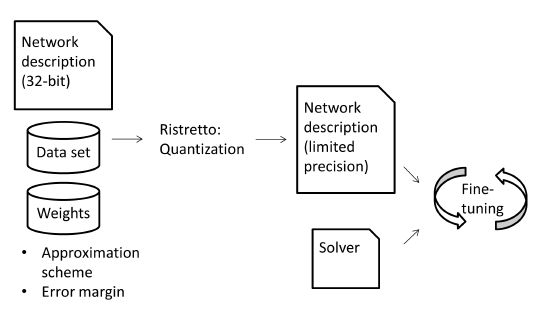 Network
description
(32-bit)
Data set
Weights
• Approximation
scheme
• Error margin
Ristretto:
Quantization
Network
description
(limited
precision)
Solver
Fine-
tuning